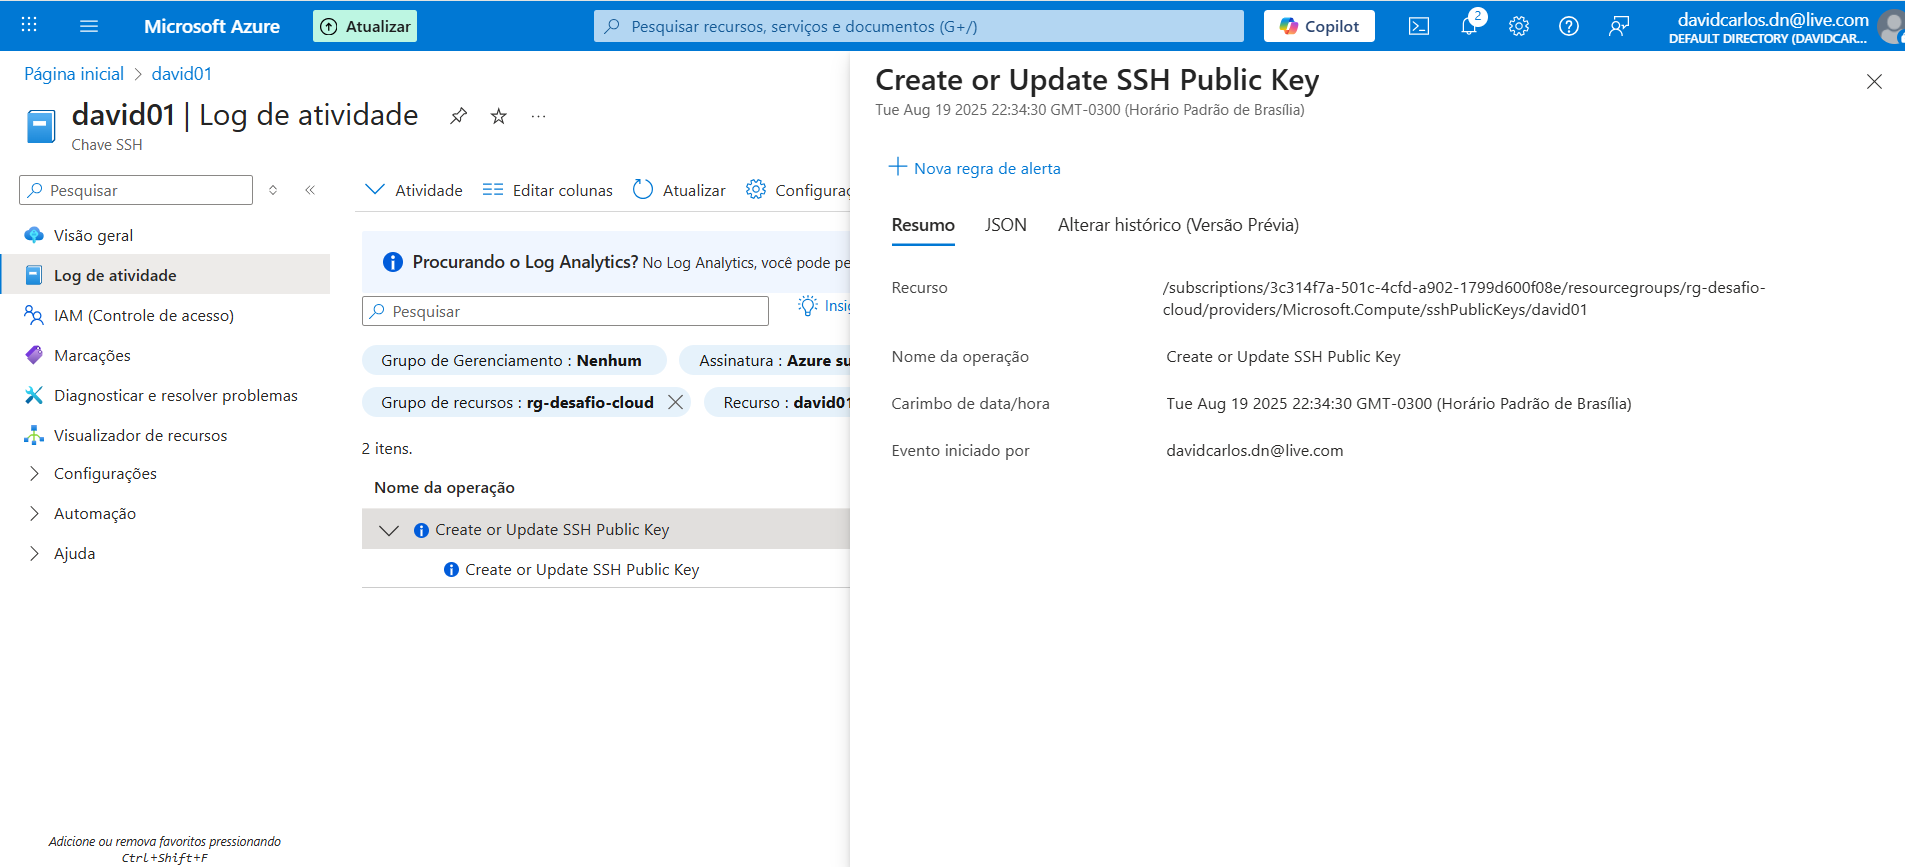 Microsoft Azure
Atualizar
Pesquisar recursos, serviços e documentos (G+/)
Copilot
2
davidcarlos.dn@live.com
DEFAULT DIRECTORY (DAVIDCAR...
Página inicial > david01
david01 | Log de atividade
...
Chave SSH
Pesquisar
Visão geral
Log de atividade
IAM (Controle de acesso)
Marcações
Diagnosticar e resolver problemas
Visualizador de recursos
Configurações
Automação
Ajuda
Adicione ou remova favoritos pressionando
Ctrl+Shift+F
Atividade
Editar colunas
Atualizar
Configuraç
Procurando o Log Analytics? No Log Analytics, você pode pe
Pesquisar
Insi
Grupo de Gerenciamento : Nenhum
Assinatura : Azure su
Grupo de recursos : rg-desafio-cloud
Recurso : david01
2 itens.
Nome da operação
Create or Update SSH Public Key
Create or Update SSH Public Key
Create or Update SSH Public Key
Tue Aug 19 2025 22:34:30 GMT-0300 (Horário Padrão de Brasília)
Nova regra de alerta
Resumo
JSON
Alterar histórico (Versão Prévia)
Recurso
/subscriptions/3c314f7a-501c-4cfd-a902-1799d600f08e/resourcegroups/rg-desafio-
cloud/providers/Microsoft.Compute/sshPublicKeys/david01
Nome da operação
Create or Update SSH Public Key
Carimbo de data/hora
Tue Aug 19 2025 22:34:30 GMT-0300 (Horário Padrão de Brasília)
Evento iniciado por
davidcarlos.dn@live.com